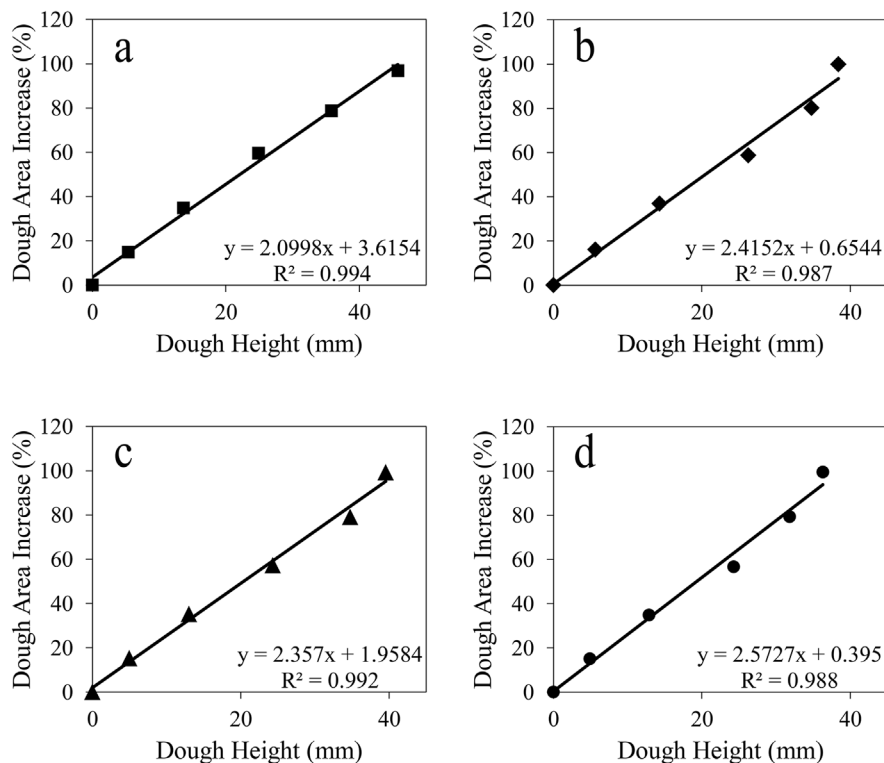 a
Dough Area Increase (%)
120
100
80
60
40
20
0
y = 2.0998x + 3.6154
R² = 0.994
0 20 40
Dough Height (mm)
b
Dough Area Increase (%)
120
100
80
60
40
20
0
y = 2.4152x + 0.6544
R² = 0.987
0 20 40
Dough Height (mm)
c
Dough Area Increase (%)
120
100
80
60
40
20
0
y = 2.357x + 1.9584
R² = 0.992
0 20 40
Dough Height (mm)
d
Dough Area Increase (%)
120
100
80
60
40
20
0
y = 2.5727x + 0.395
R² = 0.988
0 20 40
Dough Height (mm)